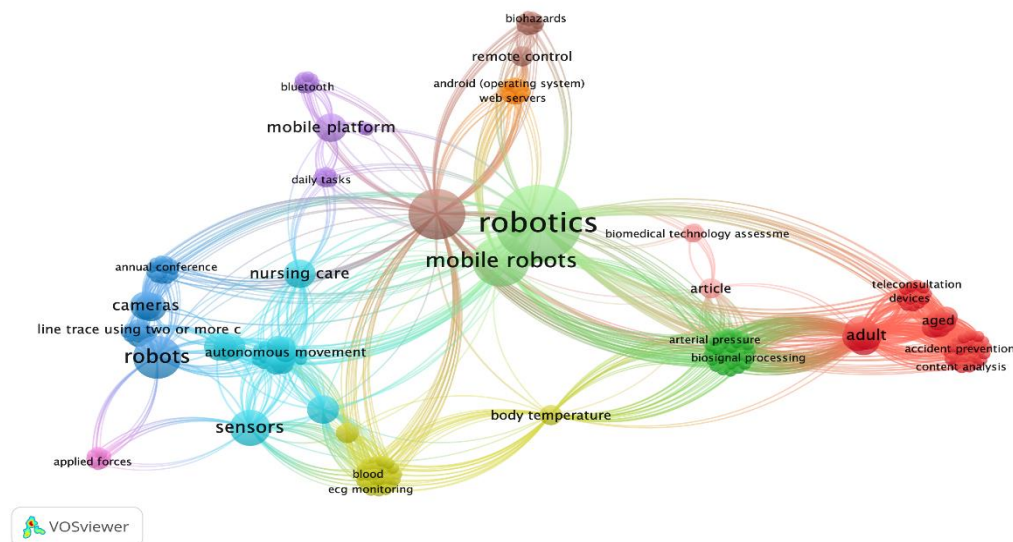 biohazards
remote control
android (operating system)
web servers
bluetooth
mobile platform
daily tasks
robotics
biomedical technology assessme
mobile robots
annual conference
nursing care
teleconsultation
devices
article
cameras
aged
line trace using two or more c
adult
arterial pressure
accident prevention
robots
autonomous movement
biosignal processing
content analysis
body temperature
sensors
applied forces
blood
ecg monitoring
VOSviewer